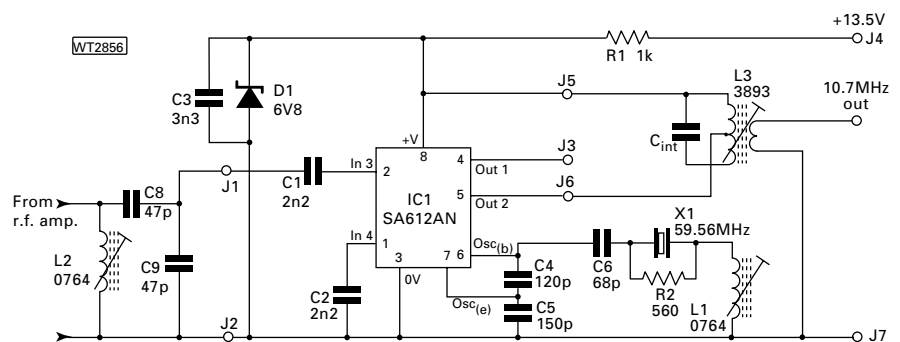 WT2856
+13.5V
J4
R1 1k
C3
3n3
D1
6V8
J5
L3
3893
10.7MHz
out
Cint
+V
8
In 3
2
4
Out 1
J3
J1
C1
2n2
IC1
SA612AN
5
Out 2
J6
From
r.f. amp.
C8
47p
In 4
1
X1
59.56MHz
L2
0764
C9
47p
3
0V
7
6
Osc(b)
C4
120p
C6
68p
R2
560
C2
2n2
Osc(e)
C5
150p
L1
0764
J2
J7